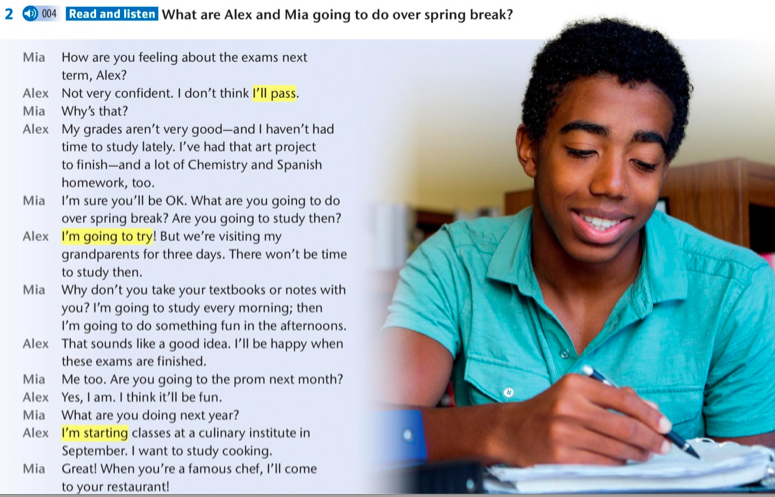 2 004 Read and listen What are Alex and Mia going to do over spring break?
Mia How are you feeling about the exams next
term, Alex?
Alex Not very confident. I don't think I'll pass.
Mia Why's that?
Alex My grades aren't very good—and I haven't had
time to study lately. I've had that art project
to finish—and a lot of Chemistry and Spanish
homework, too.
Mia I'm sure you'll be OK. What are you going to do
over spring break? Are you going to study then?
Alex I'm going to try! But we're visiting my
grandparents for three days. There won't be time
to study then.
Mia Why don't you take your textbooks or notes with
you? I'm going to study every morning; then
I'm going to do something fun in the afternoons.
Alex That sounds like a good idea. I'll be happy when
these exams are finished.
Mia Me too. Are you going to the prom next month?
Alex Yes, I am. I think it'll be fun.
Mia What are you doing next year?
Alex I'm starting classes at a culinary institute in
September. I want to study cooking.
Mia Great! When you're a famous chef, I'll come
to your restaurant!